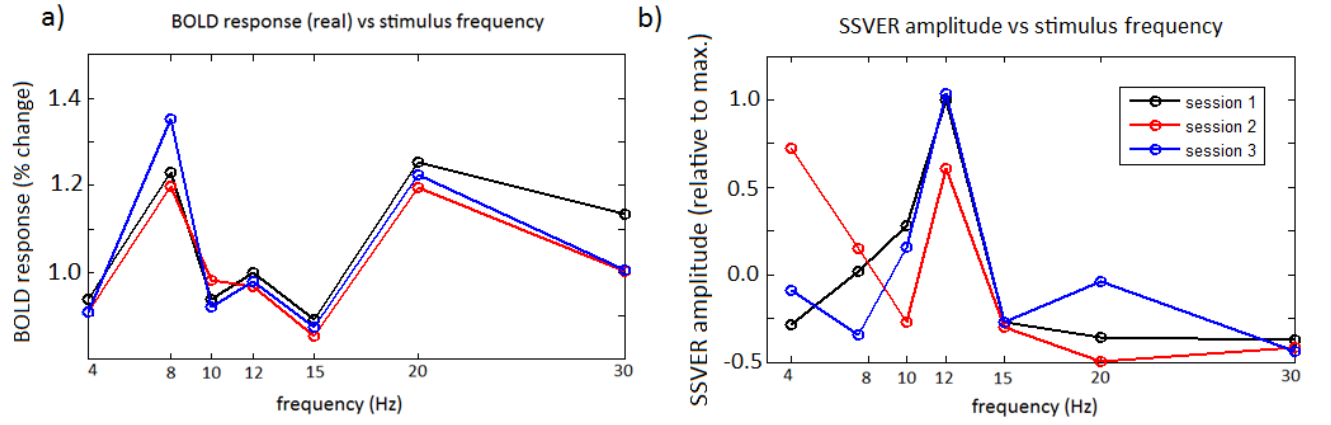 a)
BOLD response (real) vs stimulus frequency
BOLD response (% change)
1.4
1.2
1.0
4 8 10 12 15 20 30
frequency (Hz)
b)
SSVER amplitude vs stimulus frequency
SSVER amplitude (relative to max.)
1.0
0.5
0.0
-0.5
session 1
session 2
session 3
4 8 10 12 15 20 30
frequency (Hz)